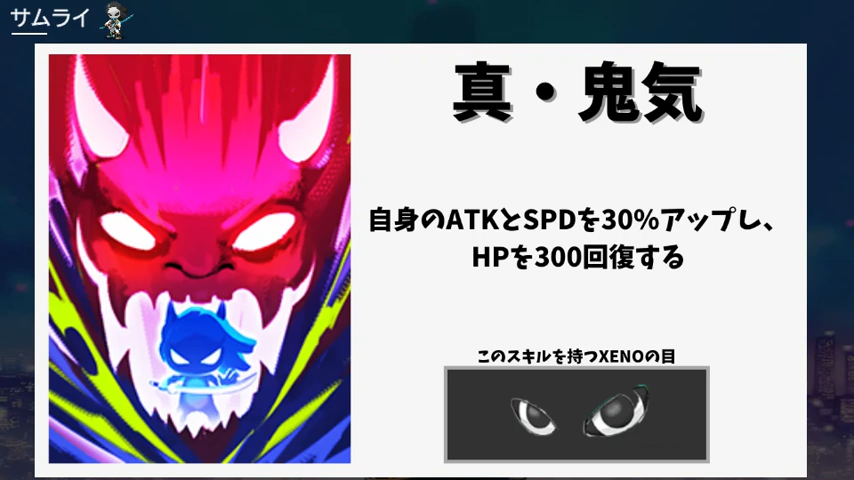 サムライ
真・鬼気
自身のATKとSPDを30%アップし、
HPを300回復する
このスキルを持つXENOの目